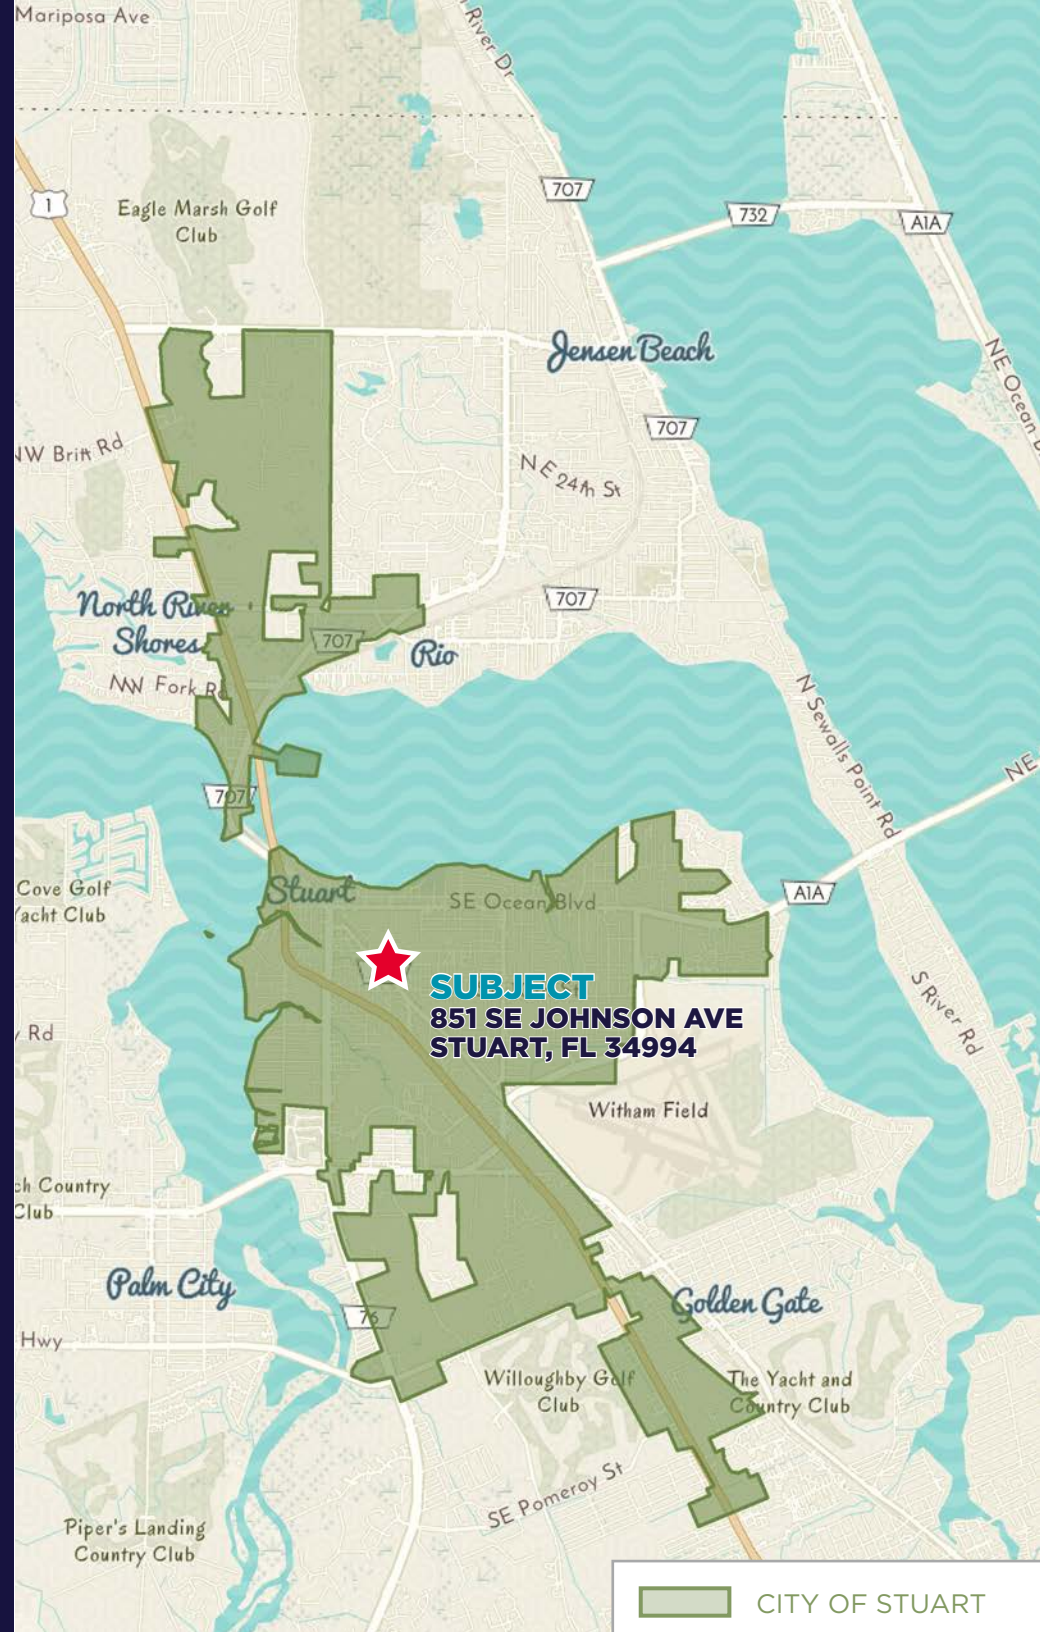 Mariposa Ave
River Dr
707
1
Eagle Marsh Golf
Club
732
A1A
Jensen Beach
NE Ocean
707
NW Britt Rd
NE 24th St
North River
Shores
707
707
Rio
NW Fork Rd
N Sewalls Point Rd
NE
707
Stuart
Cove Golf
Yacht Club
SE Ocean Blvd
A1A
SUBJECT
851 SE JOHNSON AVE
STUART, FL 34994
Rd
S River Rd
Witham Field
ch Country
Club
Palm City
Golden Gate
76
Hwy
Willoughby Golf
Club
The Yacht and
Country Club
SE Pomeroy St
Piper's Landing
Country Club
CITY OF STUART